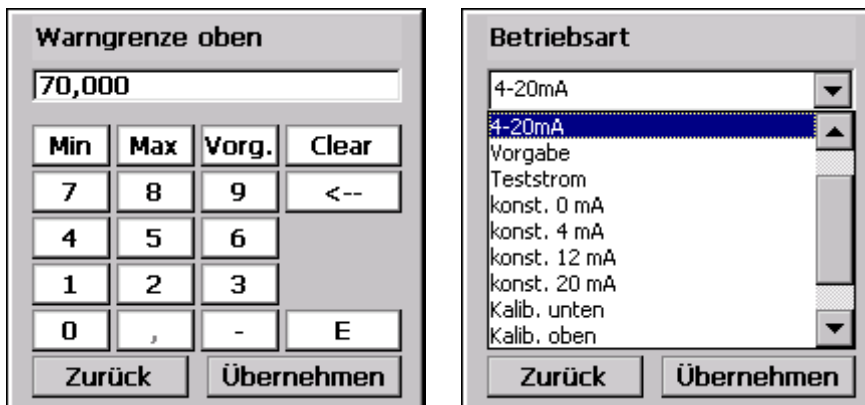 Warngrenze oben
70,000
Min Max Vorg. Clear
7 8 9 <--
4 5 6
1 2 3
0 , - E
Zurück Übernehmen
Betriebsart
4-20mA
4-20mA
Vorgabe
Teststrom
konst. 0 mA
konst. 4 mA
konst. 12 mA
konst. 20 mA
Kalib. unten
Kalib. oben
Zurück Übernehmen